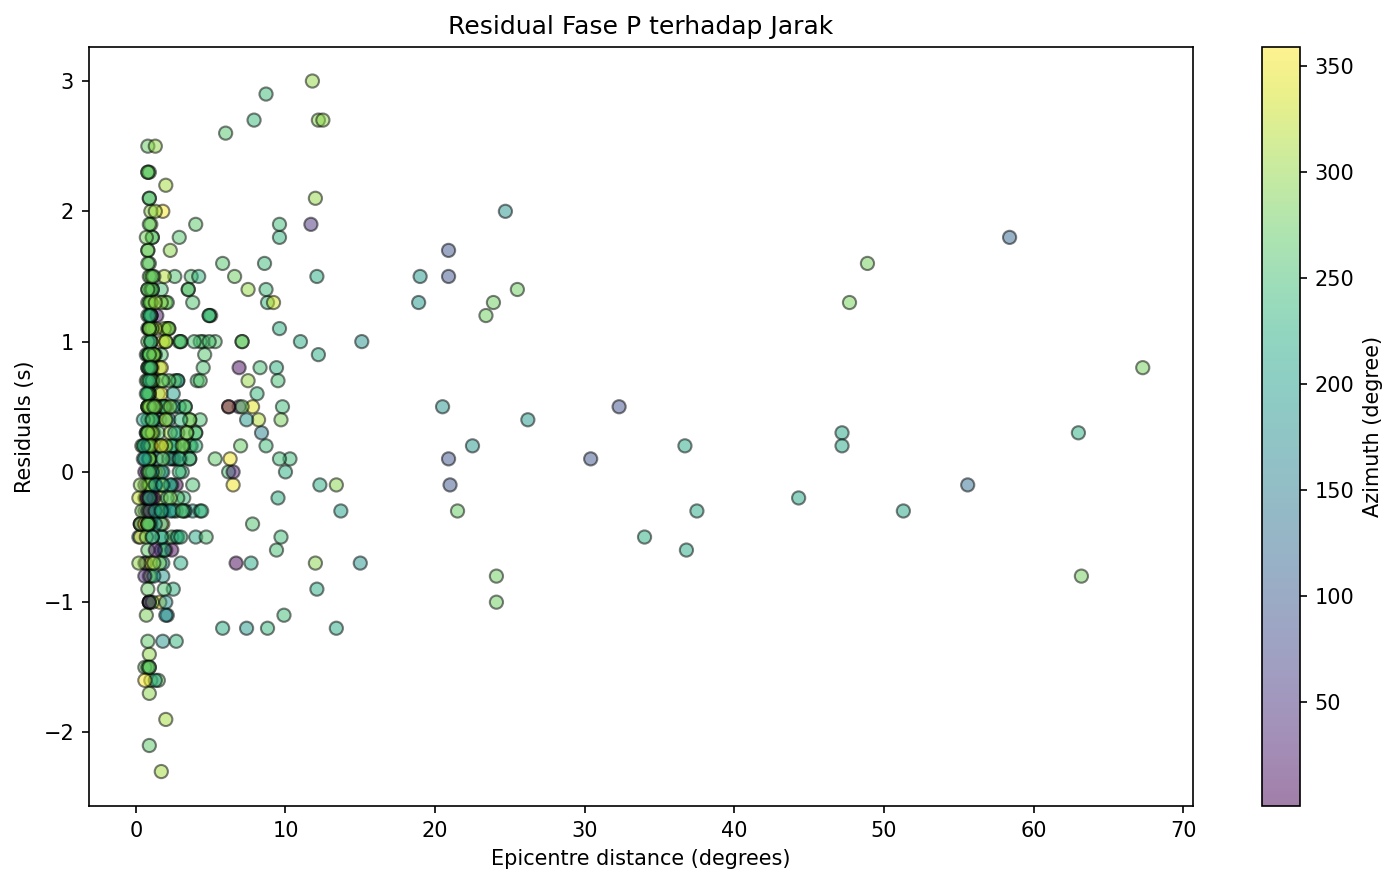 Residual Fase P terhadap Jarak
Residuals (s)
3
2
1
0
−1
−2
0 10 20 30 40 50 60 70
Epicentre distance (degrees)
350
300
250
200
150
100
50
Azimuth (degree)